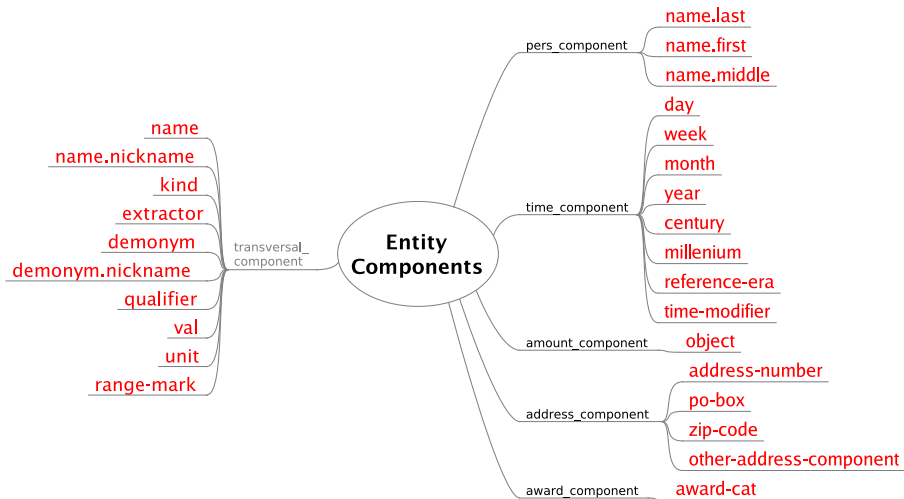 Entity
Components
transversal_
component
name
name.nickname
kind
extractor
demonym
demonym.nickname
qualifier
val
unit
range-mark
pers_component
name.last
name.first
name.middle
time_component
day
week
month
year
century
millenium
reference-era
time-modifier
amount_component
object
address_component
address-number
po-box
zip-code
other-address-component
award_component
award-cat